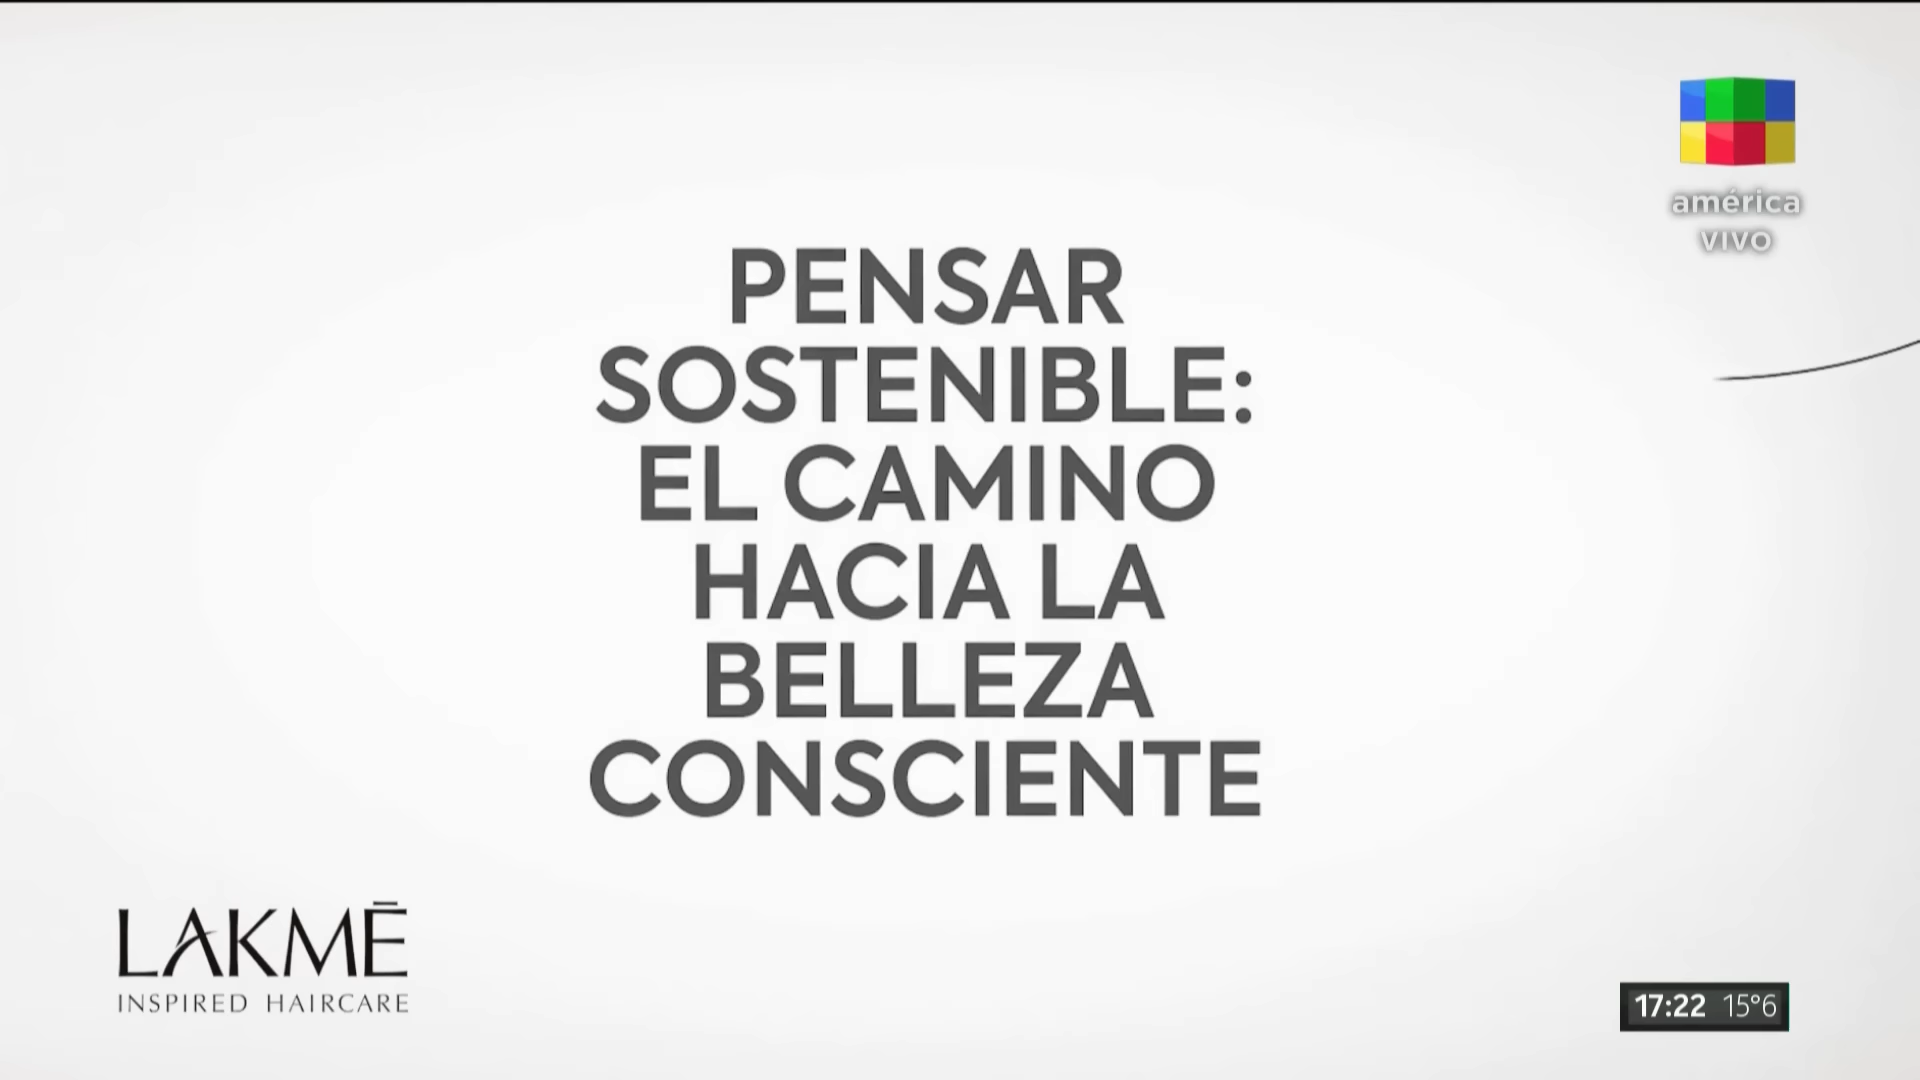 américa
VIVO
PENSAR
SOSTENIBLE:
EL CAMINO
HACIA LA
BELLEZA
CONSCIENTE
LAKMĒ
INSPIRED HAIRCARE
17:22 15°6